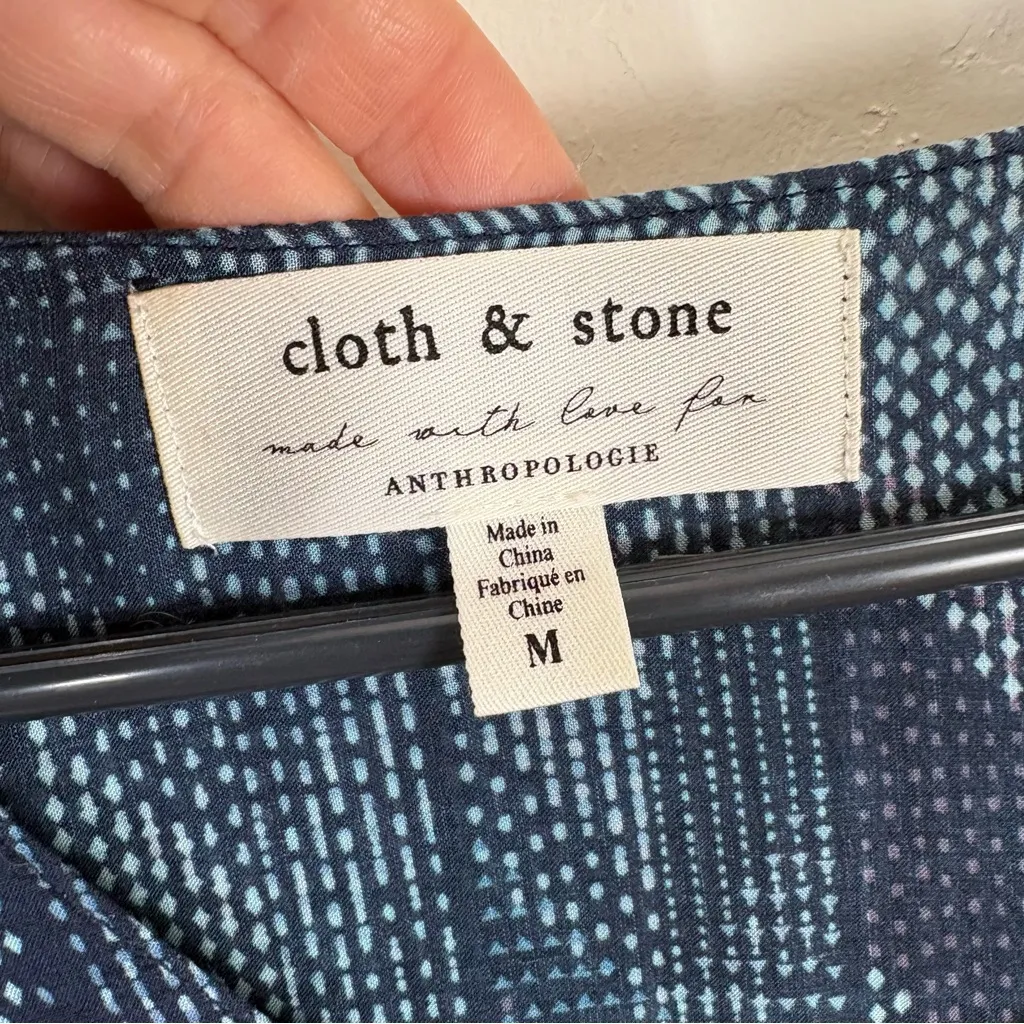 cloth & stone
made with love for
ANTHROPOLOGIE
Made in
China
Fabriqué en
Chine
M